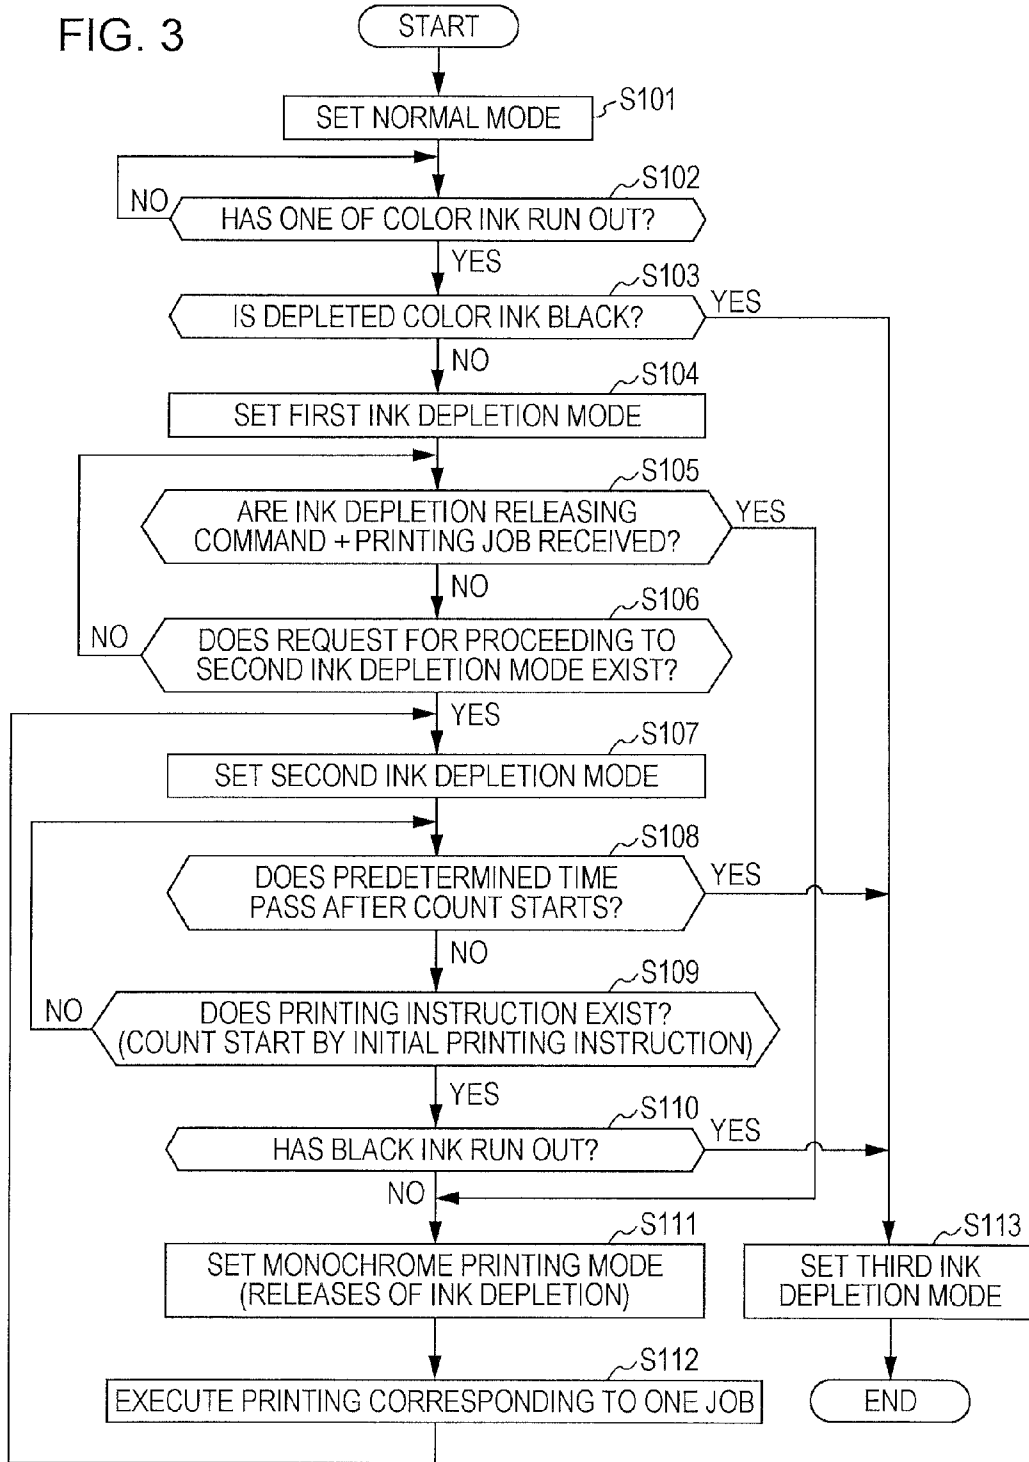 FIG. 3
START
SET NORMAL MODE
S101
S102
NO
HAS ONE OF COLOR INK RUN OUT?
YES
S103
IS DEPLETED COLOR INK BLACK?
YES
NO
S104
SET FIRST INK DEPLETION MODE
S105
ARE INK DEPLETION RELEASING
COMMAND + PRINTING JOB RECEIVED?
YES
NO
S106
NO
DOES REQUEST FOR PROCEEDING TO
SECOND INK DEPLETION MODE EXIST?
YES
S107
SET SECOND INK DEPLETION MODE
S108
DOES PREDETERMINED TIME
PASS AFTER COUNT STARTS?
YES
NO
S109
NO
DOES PRINTING INSTRUCTION EXIST?
(COUNT START BY INITIAL PRINTING INSTRUCTION)
YES
S110
HAS BLACK INK RUN OUT?
YES
NO
S111
SET MONOCHROME PRINTING MODE
(RELEASES OF INK DEPLETION)
S113
SET THIRD INK
DEPLETION MODE
S112
EXECUTE PRINTING CORRESPONDING TO ONE JOB
END